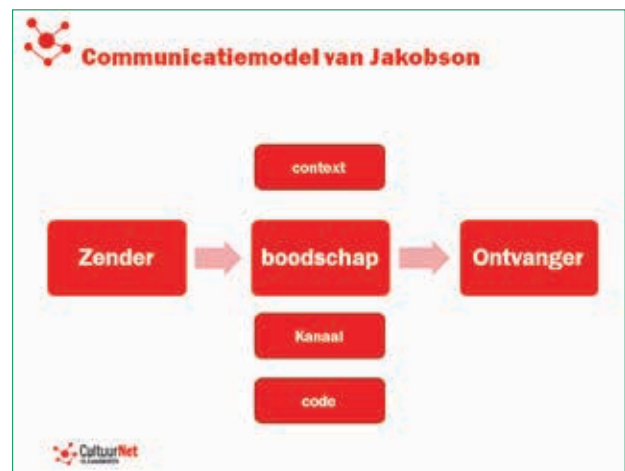 Communicatiemodel van Jakobson
context
Zender
boodschap
Ontvanger
Kanaal
code
CultuurNet